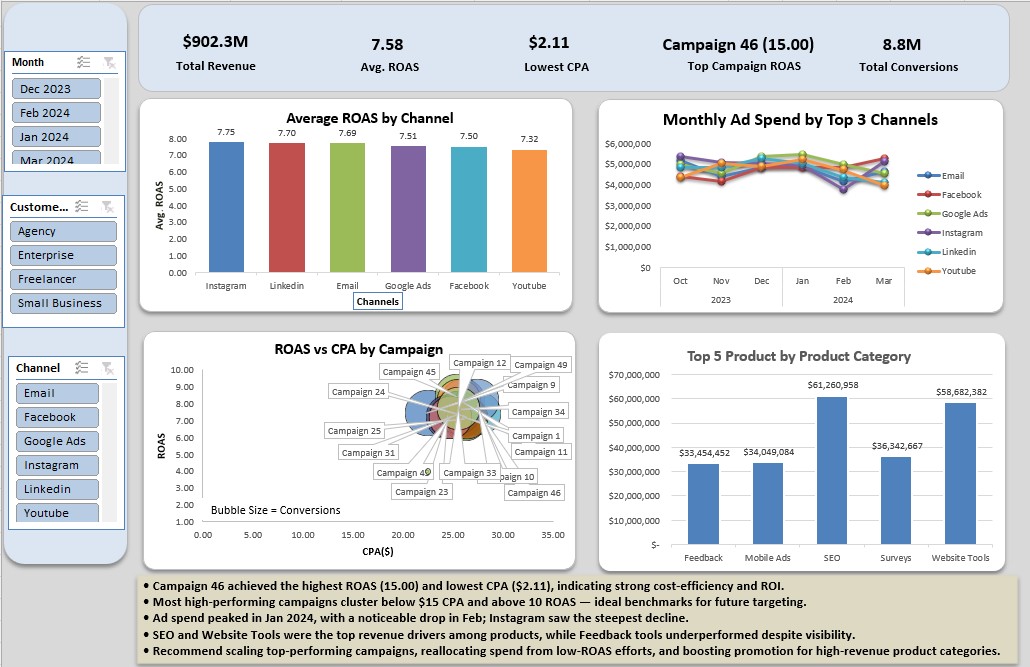 $902.3M
Total Revenue
7.58
Avg. ROAS
$2.11
Lowest CPA
Campaign 46 (15.00)
Top Campaign ROAS
8.8M
Total Conversions
Month
Dec 2023
Feb 2024
Jan 2024
Mar 2024
Custome...
Agency
Enterprise
Freelancer
Small Business
Channel
Email
Facebook
Google Ads
Instagram
Linkedin
Youtube
Average ROAS by Channel
Avg. ROAS
8.00
7.00
6.00
5.00
4.00
3.00
2.00
1.00
0.00
7.75
7.70
7.69
7.51
7.50
7.32
Instagram
Linkedin
Email
Google Ads
Facebook
Youtube
Channels
Monthly Ad Spend by Top 3 Channels
$6,000,000
$5,000,000
$4,000,000
$3,000,000
$2,000,000
$1,000,000
$0
Oct
Nov
Dec
Jan
Feb
Mar
2023
2024
Email
Facebook
Google Ads
Instagram
Linkedin
Youtube
ROAS vs CPA by Campaign
ROAS
10.00
9.00
8.00
7.00
6.00
5.00
4.00
3.00
2.00
1.00
Campaign 12
Campaign 49
Campaign 45
Campaign 9
Campaign 24
Campaign 34
Campaign 25
Campaign 1
Campaign 31
Campaign 11
Campaign
Campaign 33
paign 10
Campaign 23
Campaign 46
Bubble Size = Conversions
0.00
5.00
10.00
15.00
20.00
25.00
30.00
35.00
CPA($)
Top 5 Product by Product Category
$70,000,000
$60,000,000
$50,000,000
$40,000,000
$30,000,000
$20,000,000
$10,000,000
$-
$33,454,452
$34,049,084
$61,260,958
$36,342,667
$58,682,382
Feedback
Mobile Ads
SEO
Surveys
Website Tools
• Campaign 46 achieved the highest ROAS (15.00) and lowest CPA ($2.11), indicating strong cost-efficiency and ROI.
• Most high-performing campaigns cluster below $15 CPA and above 10 ROAS — ideal benchmarks for future targeting.
• Ad spend peaked in Jan 2024, with a noticeable drop in Feb; Instagram saw the steepest decline.
• SEO and Website Tools were the top revenue drivers among products, while Feedback tools underperformed despite visibility.
• Recommend scaling top-performing campaigns, reallocating spend from low-ROAS efforts, and boosting promotion for high-revenue product categories.